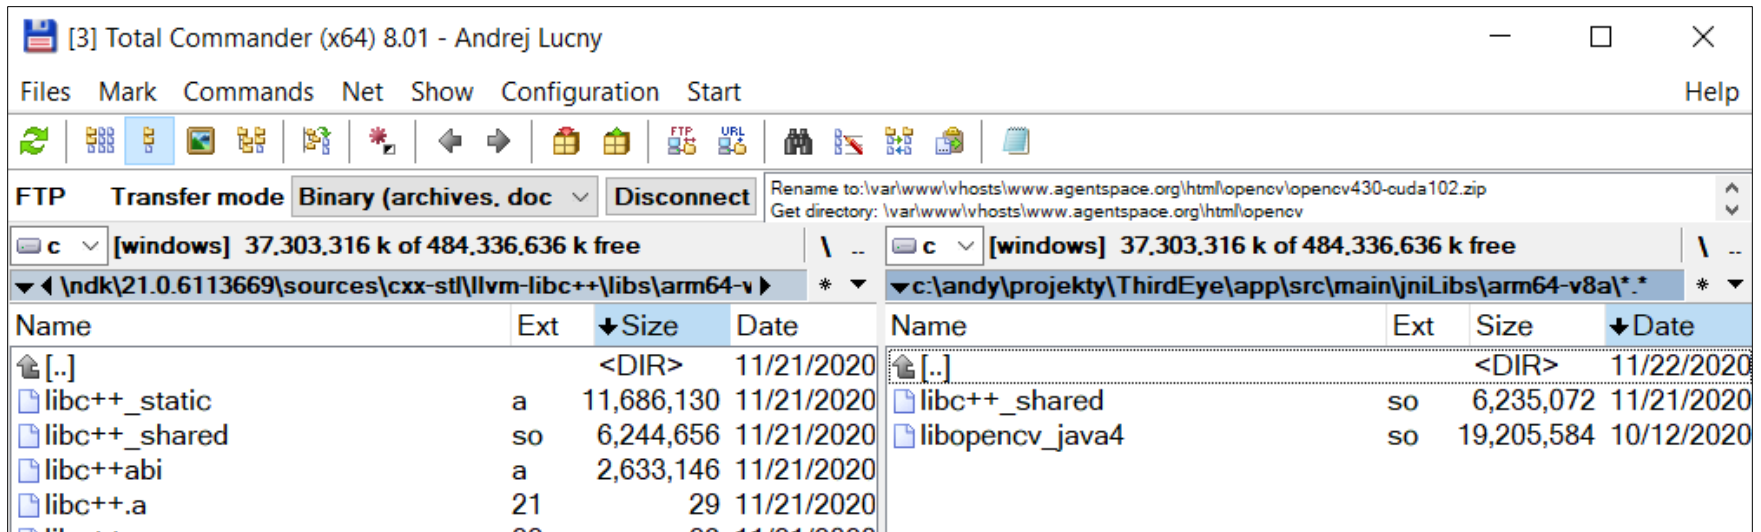 [3] Total Commander (x64) 8.01 - Andrej Lucny
Files Mark Commands Net Show Configuration Start Help
FTP URL
FTP Transfer mode Binary (archives, doc Disconnect
Rename to:\var\www\vhosts\www.agentspace.org\html\opencv\opencv430-cuda102.zip
Get directory: \var\www\vhosts\www.agentspace.org\html\opencv
c [windows] 37,303,316 k of 484,336,636 k free \ ..
c [windows] 37,303,316 k of 484,336,636 k free \ ..
\ndk\21.0.6113669\sources\cxx-stl\llvm-libc++\libs\arm64-v *
c:\andy\projekty\ThirdEye\app\src\main\jniLibs\arm64-v8a\*.* *
Name Ext Size Date
[..] <DIR> 11/21/2020
libc++_static a 11,686,130 11/21/2020
libc++_shared so 6,244,656 11/21/2020
libc++abi a 2,633,146 11/21/2020
libc++.a 21 29 11/21/2020
Name Ext Size Date
[..] <DIR> 11/22/2020
libc++_shared so 6,235,072 11/21/2020
libopencv_java4 so 19,205,584 10/12/2020